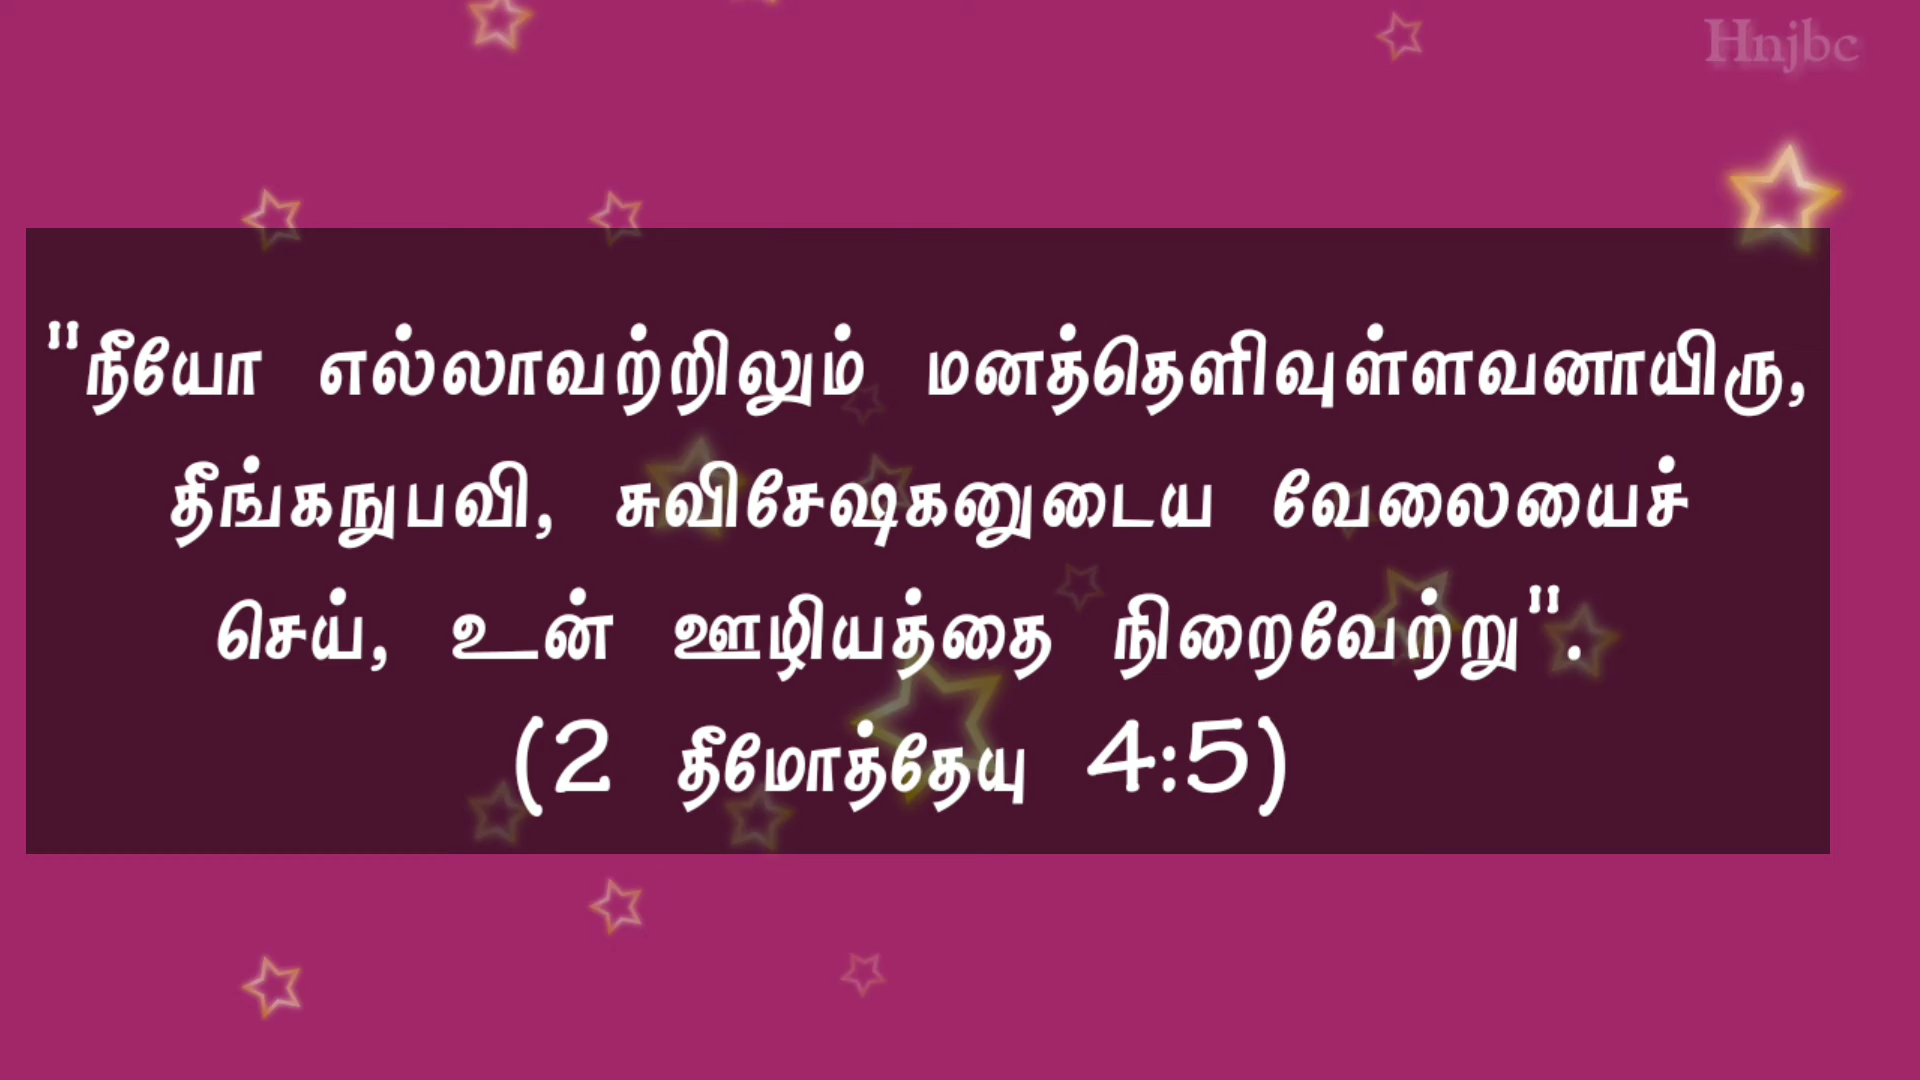 Hnjbc
"நீயோ எல்லாவற்றிலும் மனத்தெளிவுள்ளவனாயிரு,
தீங்கநுபவி, சுவிசேஷகனுடைய வேலையைச்
செய், உன் ஊழியத்தை நிறைவேற்று".
(2 தீமோத்தேயு 4:5)